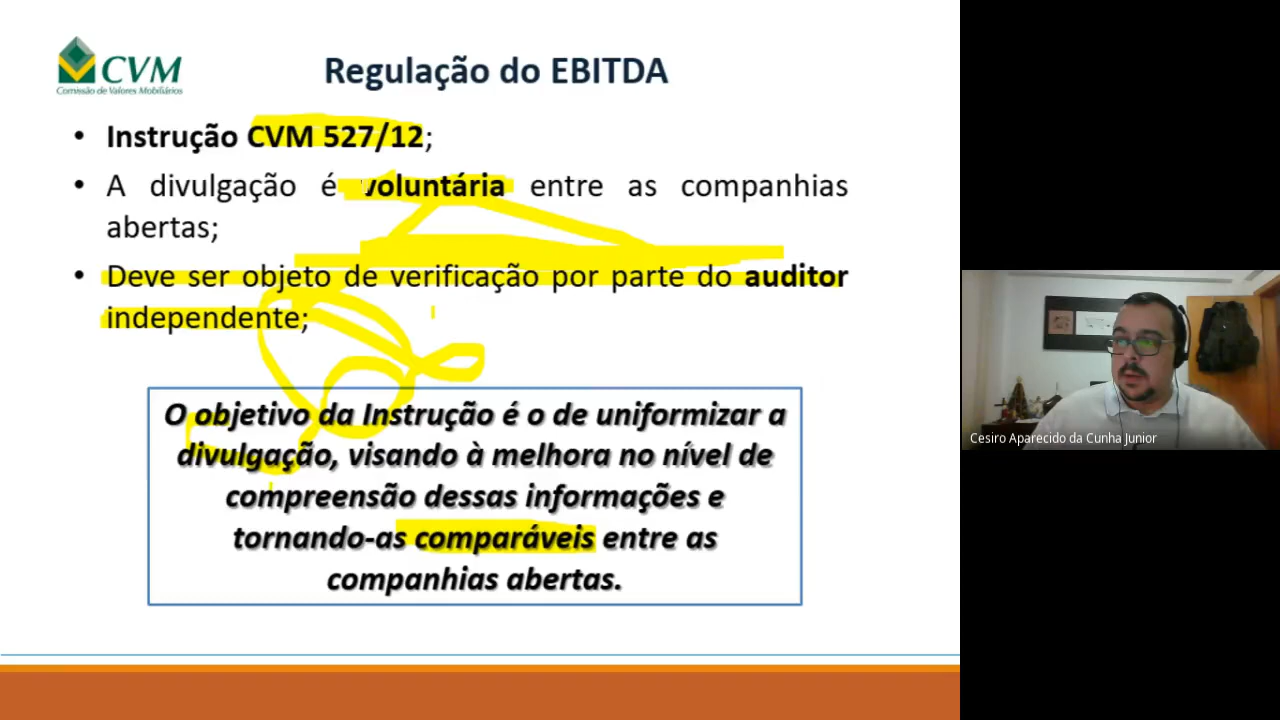 CVM
Comissão de Valores Mobiliários
Regulação do EBITDA
• Instrução CVM 527/12;
• A divulgação é voluntária entre as companhias
abertas;
• Deve ser objeto de verificação por parte do auditor
independente;
O objetivo da Instrução é o de uniformizar a
divulgação, visando à melhora no nível de
compreensão dessas informações e
tornando-as comparáveis entre as
companhias abertas.
Cesiro Aparecido da Cunha Junior